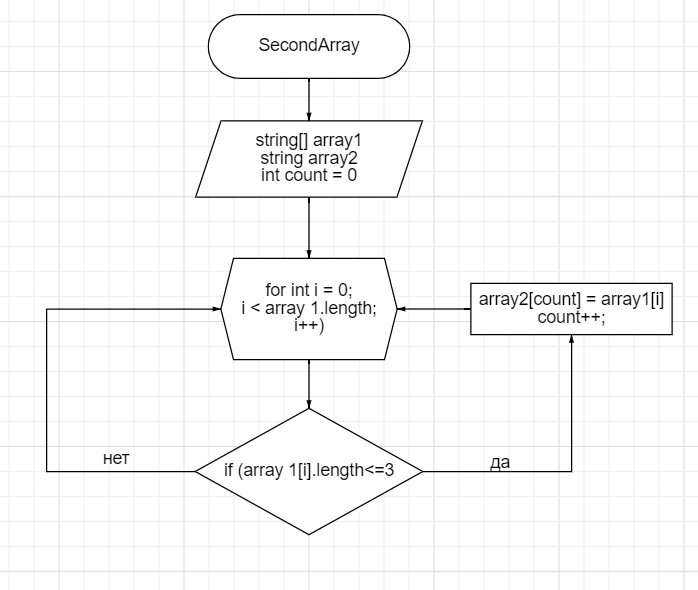 SecondArray
string[] array1
string array2
int count = 0
for int i = 0;
i < array 1.length;
i++)
array2[count] = array1[i]
count++;
нет
if (array 1[i].length<=3
да